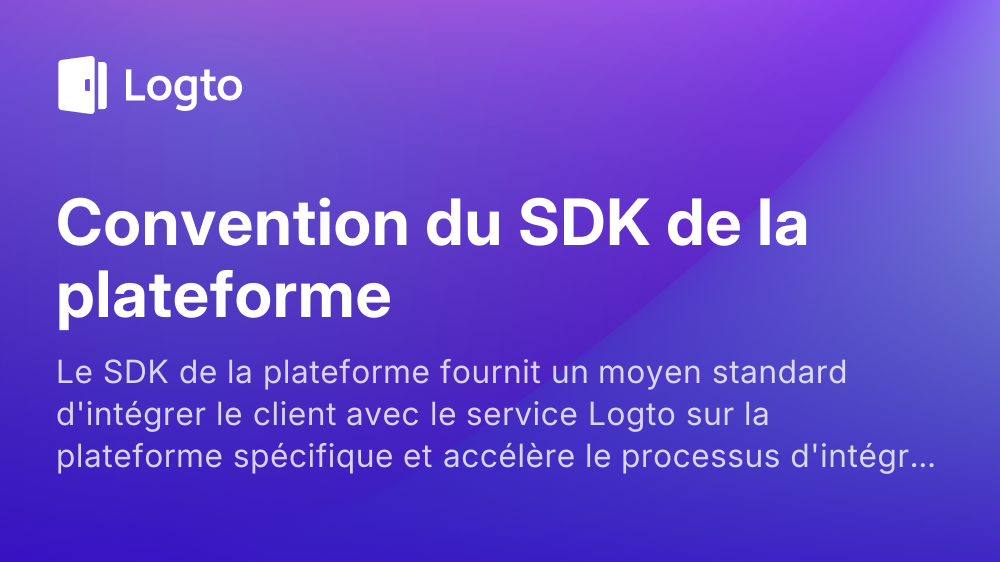 Logto
Convention du SDK de la
plateforme
Le SDK de la plateforme fournit un moyen standard
d'intégrer le client avec le service Logto sur la
plateforme spécifique et accélère le processus d'intégr...